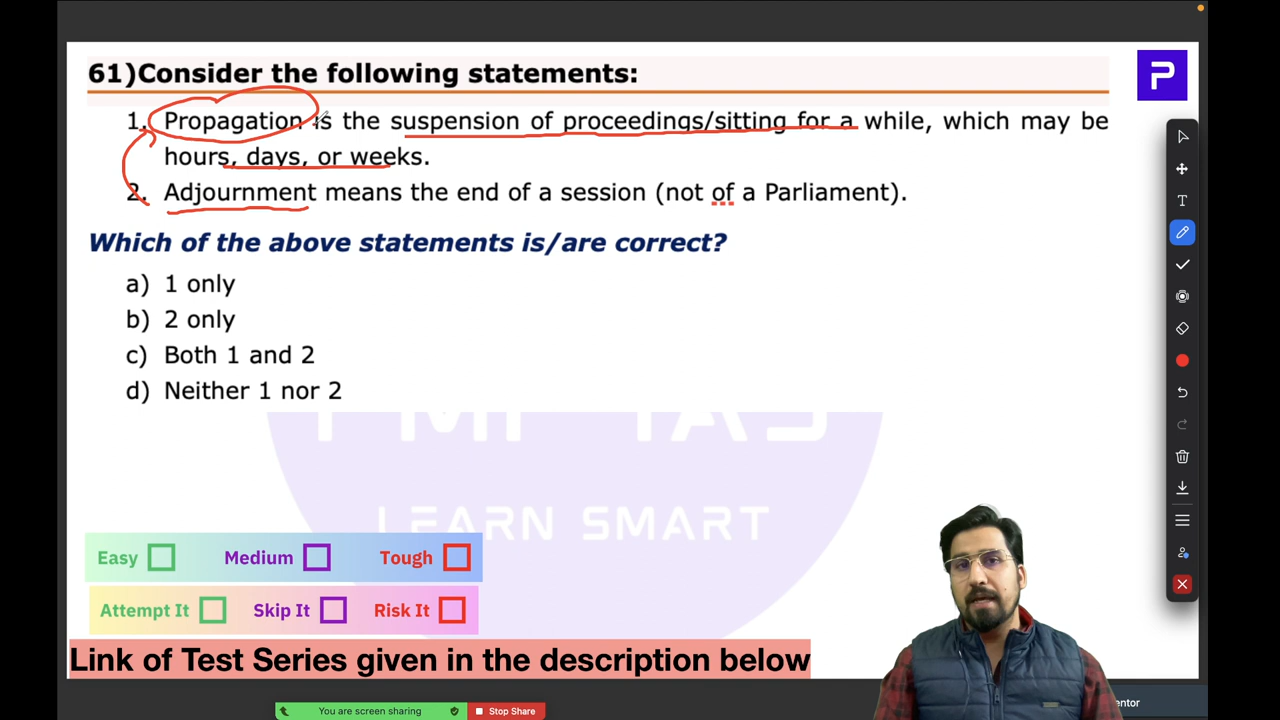 61)Consider the following statements:
1. Propagation is the suspension of proceedings/sitting for a while, which may be
hours, days, or weeks.
2. Adjournment means the end of a session (not of a Parliament).
Which of the above statements is/are correct?
a) 1 only
b) 2 only
c) Both 1 and 2
d) Neither 1 nor 2
LEARN SMART
Easy Medium Tough
Attempt It Skip It Risk It
Link of Test Series given in the description below
You are screen sharing Stop Share